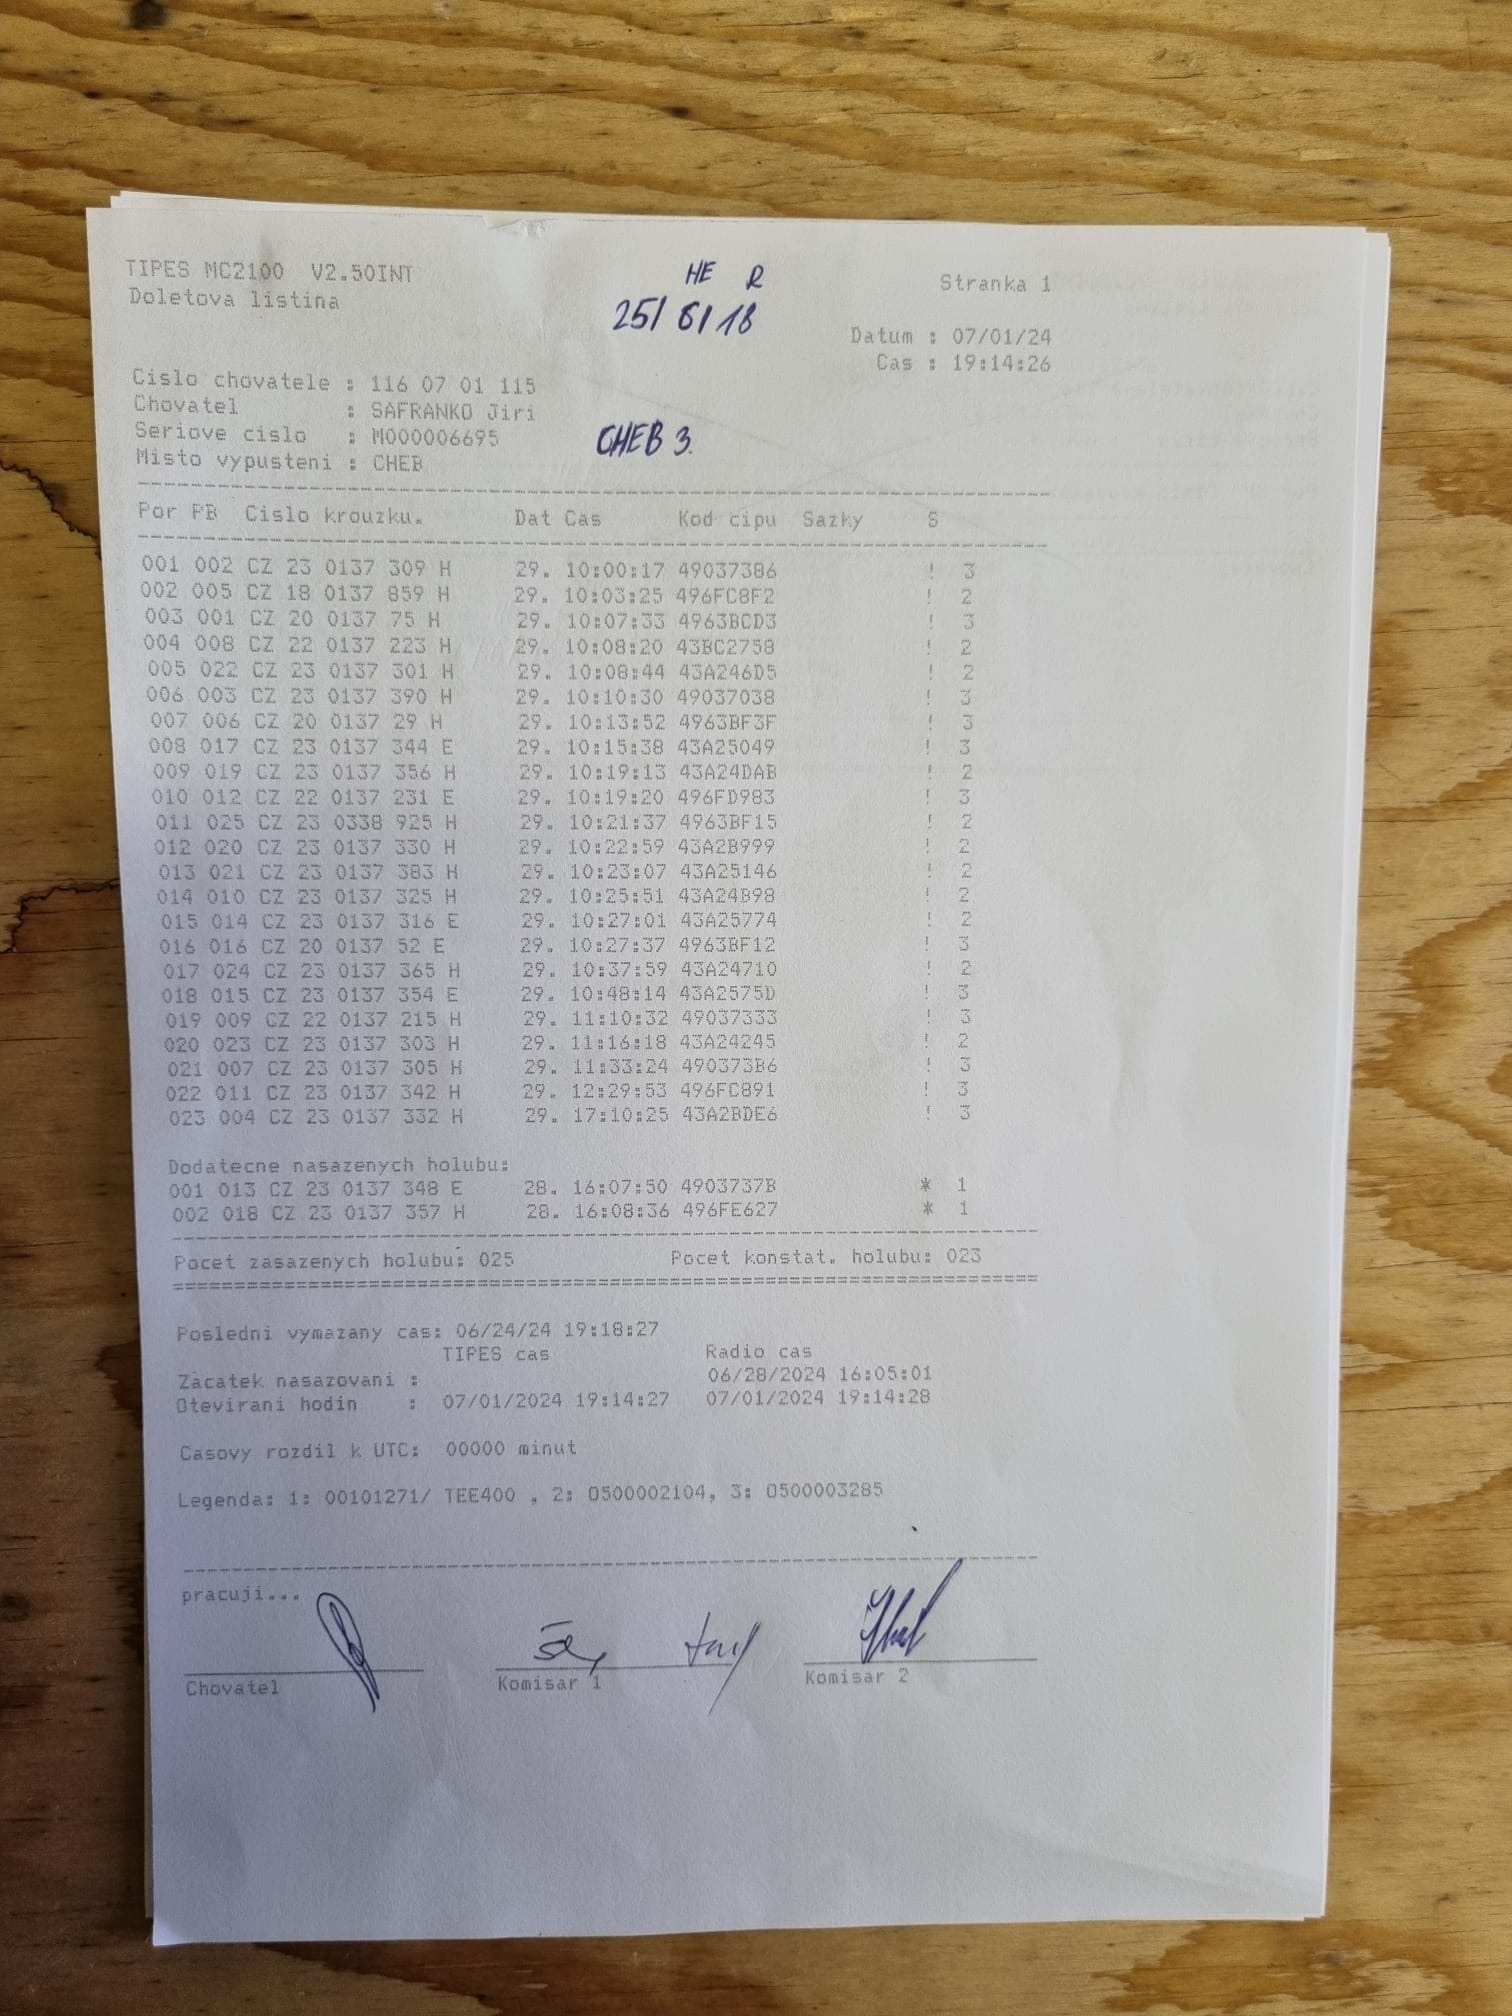 TIPES MC2100 V2.50INT
Doletova listina
HE R
25/ 6/ 18
Stranka 1
Datum : 07/01/24
Cas : 19:14:26
Cislo chovatele : 116 07 01 115
Chovatel : SAFRANKO Jiri
Seriove cislo : M000006695
Misto vypusteni : CHEB
CHEB 3.
Por PB Cislo krouzku. Dat Cas Kod cipu Sazky S
001 002 CZ 23 0137 309 H 29. 10:00:17 49037386 ! 3
002 005 CZ 18 0137 859 H 29. 10:03:25 496FC8F2 ! 2
003 001 CZ 20 0137 75 H 29. 10:07:33 4963BCD3 ! 3
004 008 CZ 22 0137 223 H 29. 10:08:20 43BC2758 ! 2
005 022 CZ 23 0137 301 H 29. 10:08:44 43A246D5 ! 2
006 003 CZ 23 0137 390 H 29. 10:10:30 49037038 ! 3
007 006 CZ 20 0137 29 H 29. 10:13:52 4963BF3F ! 3
008 017 CZ 23 0137 344 E 29. 10:15:38 43A25049 ! 3
009 019 CZ 23 0137 356 H 29. 10:19:13 43A24DAB ! 2
010 012 CZ 22 0137 231 E 29. 10:19:20 496FD983 ! 3
011 025 CZ 23 0338 925 H 29. 10:21:37 4963BF15 ! 2
012 020 CZ 23 0137 330 H 29. 10:22:59 43A2B999 ! 2
013 021 CZ 23 0137 383 H 29. 10:23:07 43A25146 ! 2
014 010 CZ 23 0137 325 H 29. 10:25:51 43A24B98 ! 2
015 014 CZ 23 0137 316 E 29. 10:27:01 43A25774 ! 2
016 016 CZ 20 0137 52 E 29. 10:27:37 4963BF12 ! 3
017 024 CZ 23 0137 365 H 29. 10:37:59 43A24710 ! 2
018 015 CZ 23 0137 354 E 29. 10:48:14 43A2575D ! 3
019 009 CZ 22 0137 215 H 29. 11:10:32 49037333 ! 3
020 023 CZ 23 0137 303 H 29. 11:16:18 43A24245 ! 2
021 007 CZ 23 0137 305 H 29. 11:33:24 490373B6 ! 3
022 011 CZ 23 0137 342 H 29. 12:29:53 496FC891 ! 3
023 004 CZ 23 0137 332 H 29. 17:10:25 43A2BDE6 ! 3
Dodatecne nasazenych holubu:
001 013 CZ 23 0137 348 E 28. 16:07:50 4903737B * 1
002 018 CZ 23 0137 357 H 28. 16:08:36 496FE627 * 1
Pocet zasazenych holubu: 025 Pocet konstat. holubu: 023
Posledni vymazany cas: 06/24/24 19:18:27
TIPES cas Radio cas
Zacatek nasazovani : 06/28/2024 16:05:01
Otevirani hodin : 07/01/2024 19:14:27 07/01/2024 19:14:28
Casovy rozdil k UTC: 00000 minut
Legenda: 1: 00101271/ TEE400 , 2: 0500002104, 3: 0500003285
pracuji...
Chovatel Komisar 1 Komisar 2